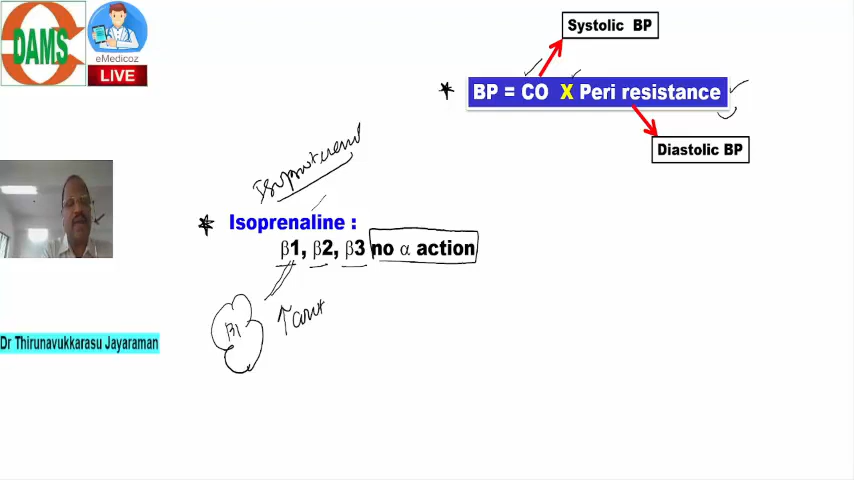 DAMS
eMedicoz
LIVE
Systolic BP
* BP = CO X Peri resistance
Diastolic BP
* Isoprenaline :
β1, β2, β3 no α action
β1
Dr Thirunavukkarasu Jayaraman